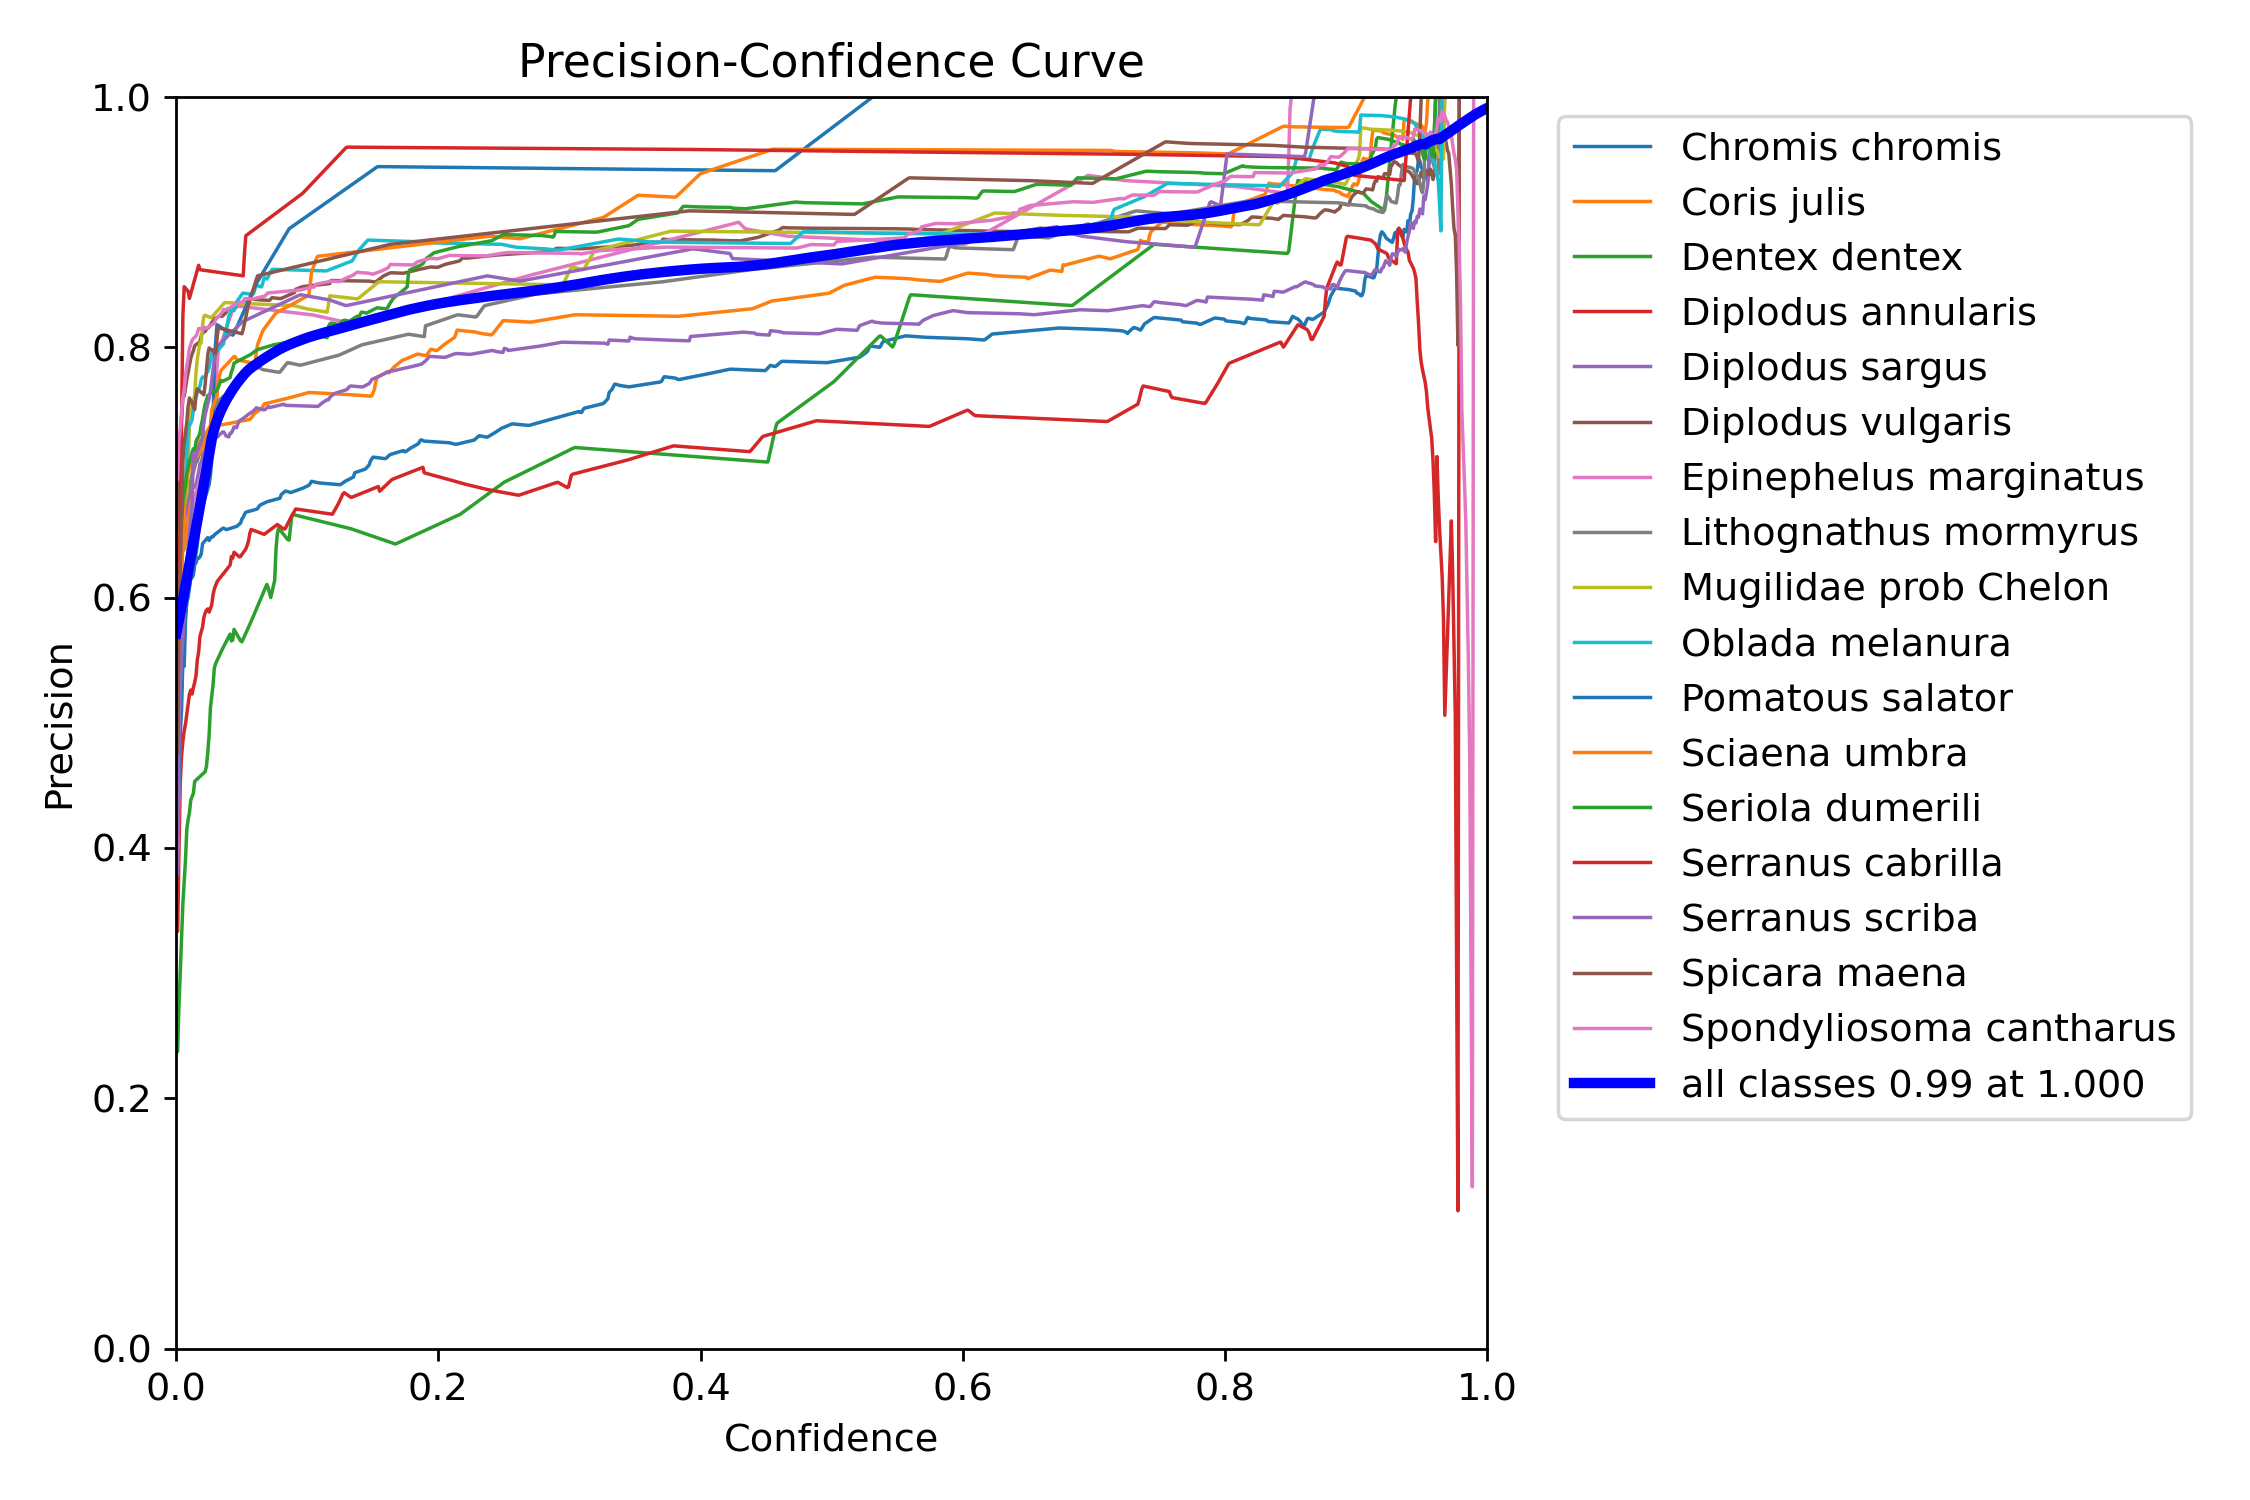 Precision-Confidence Curve
1.0
0.8
0.6
0.4
0.2
0.0
Precision
0.0 0.2 0.4 0.6 0.8 1.0
Confidence
Chromis chromis
Coris julis
Dentex dentex
Diplodus annularis
Diplodus sargus
Diplodus vulgaris
Epinephelus marginatus
Lithognathus mormyrus
Mugilidae prob Chelon
Oblada melanura
Pomatous salator
Sciaena umbra
Seriola dumerili
Serranus cabrilla
Serranus scriba
Spicara maena
Spondyliosoma cantharus
all classes 0.99 at 1.000